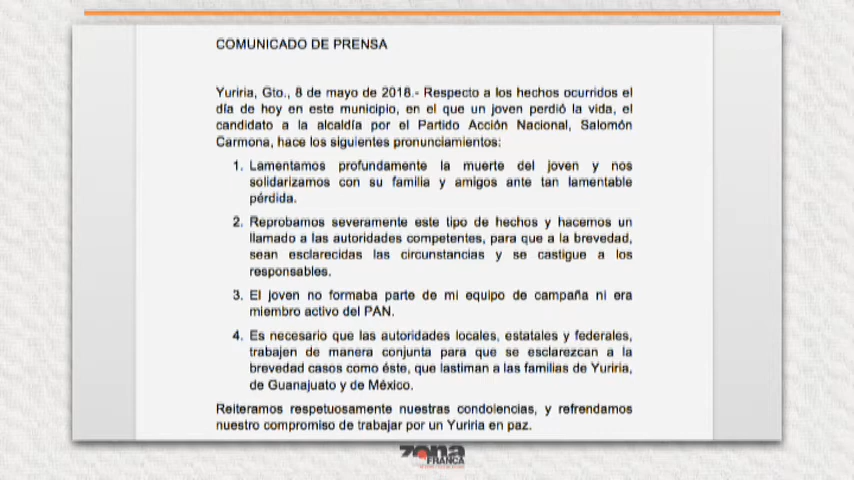 COMUNICADO DE PRENSA
Yuriria, Gto., 8 de mayo de 2018.- Respecto a los hechos ocurridos el
día de hoy en este municipio, en el que un joven perdió la vida, el
candidato a la alcaldía por el Partido Acción Nacional, Salomón
Carmona, hace los siguientes pronunciamientos:
1. Lamentamos profundamente la muerte del joven y nos
solidarizamos con su familia y amigos ante tan lamentable
pérdida.
2. Reprobamos severamente este tipo de hechos y hacemos un
llamado a las autoridades competentes, para que a la brevedad,
sean esclarecidas las circunstancias y se castigue a los
responsables.
3. El joven no formaba parte de mi equipo de campaña ni era
miembro activo del PAN.
4. Es necesario que las autoridades locales, estatales y federales,
trabajen de manera conjunta para que se esclarezcan a la
brevedad casos como éste, que lastiman a las familias de Yuriria,
de Guanajuato y de México.
Reiteramos respetuosamente nuestras condolencias, y refrendamos
nuestro compromiso de trabajar por un Yuriria en paz.
zona
FRANCA